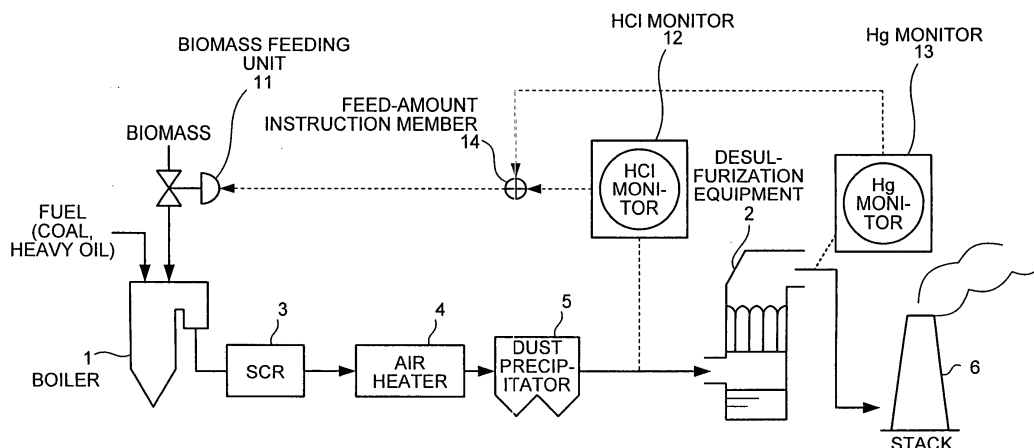 HCl MONITOR
12
Hg MONITOR
13
BIOMASS FEEDING
UNIT
11
FEED-AMOUNT
INSTRUCTION MEMBER
14
BIOMASS
HCl
MONI-
TOR
DESUL-
FURIZATION
EQUIPMENT
2
Hg
MONI-
TOR
FUEL
(COAL,
HEAVY OIL)
1
BOILER
3
SCR
4
AIR
HEATER
5
DUST
PRECIP-
ITATOR
6
STACK